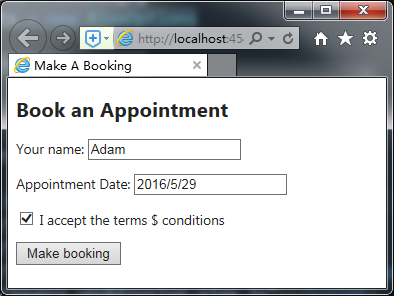 http://localhost:45
Make A Booking
Book an Appointment
Your name: Adam
Appointment Date: 2016/5/29
I accept the terms $ conditions
Make booking